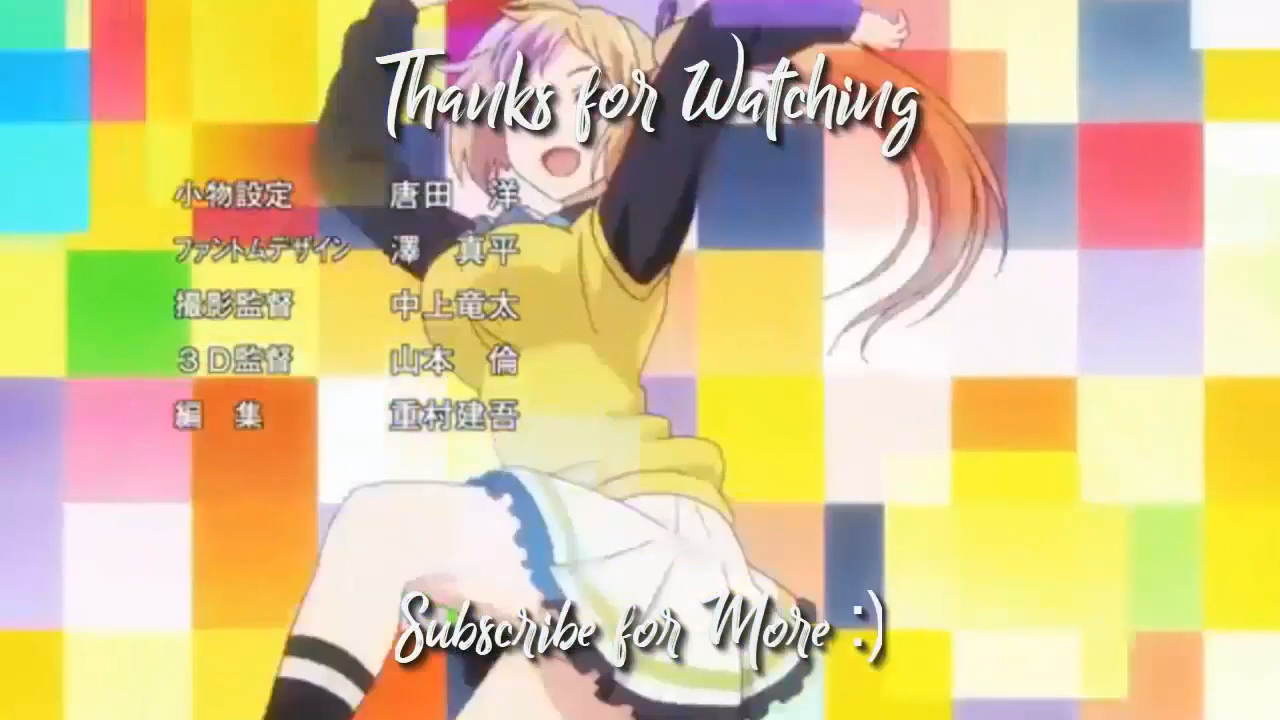 Thanks for Watching
小物設定 唐田 洋
ファントムデザイン 澤 真平
撮影監督 中上竜太
3D監督 山本 倫
編 集 重村建吾
Subscribe for More :)